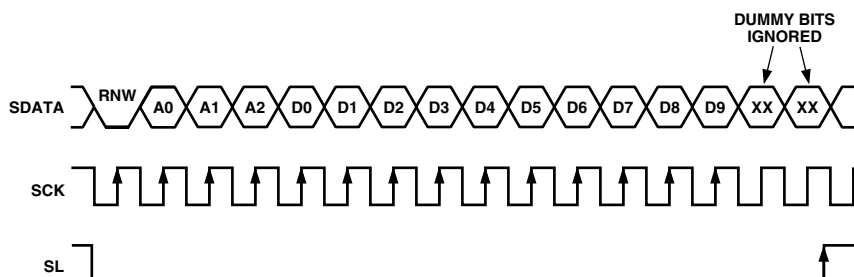 DUMMY BITS
IGNORED
SDATA RNW A0 A1 A2 D0 D1 D2 D3 D4 D5 D6 D7 D8 D9 XX XX
SCK
SL